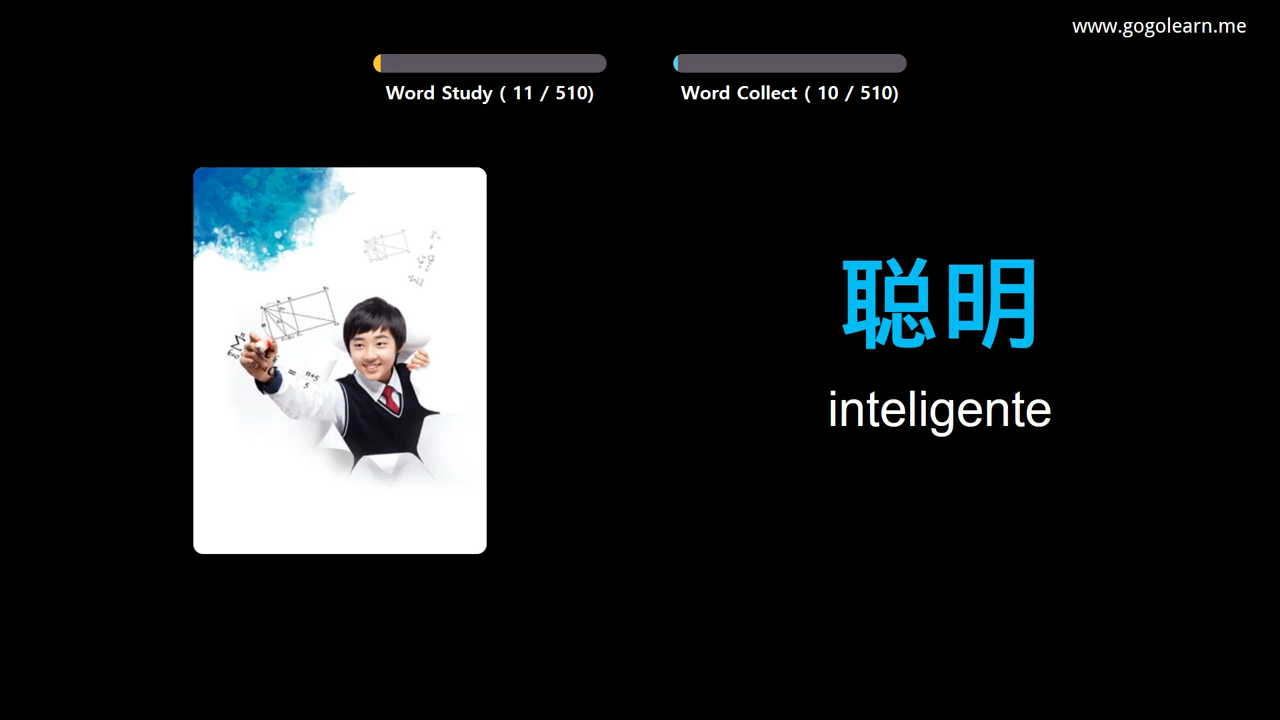 www.gogolearn.me
Word Study ( 11 / 510)
Word Collect ( 10 / 510)
聪明
inteligente